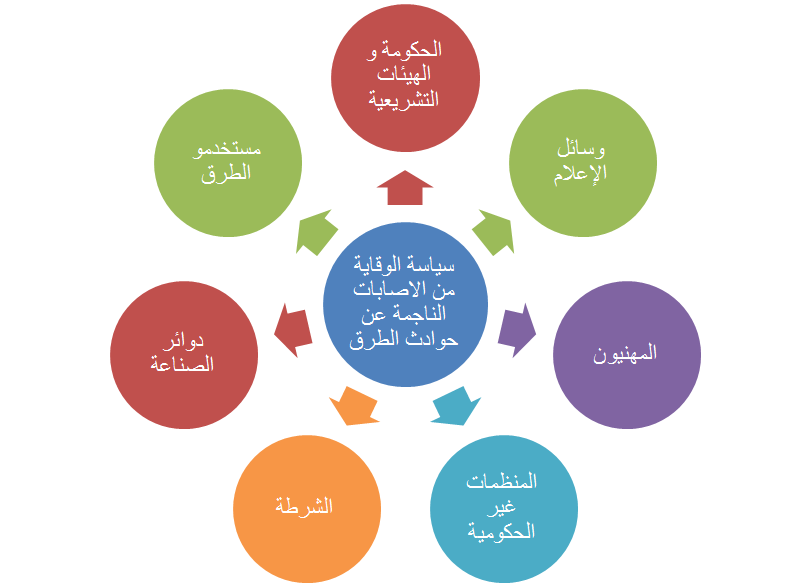 الحكومة و
الهيئات
التشريعية
وسائل
الإعلام
المهنيون
المنظمات
غير
الحكومية
الشرطة
دوائر
الصناعة
مستخدمو
الطرق
سياسة الوقاية
من الاصابات
الناجمة عن
حوادث الطرق